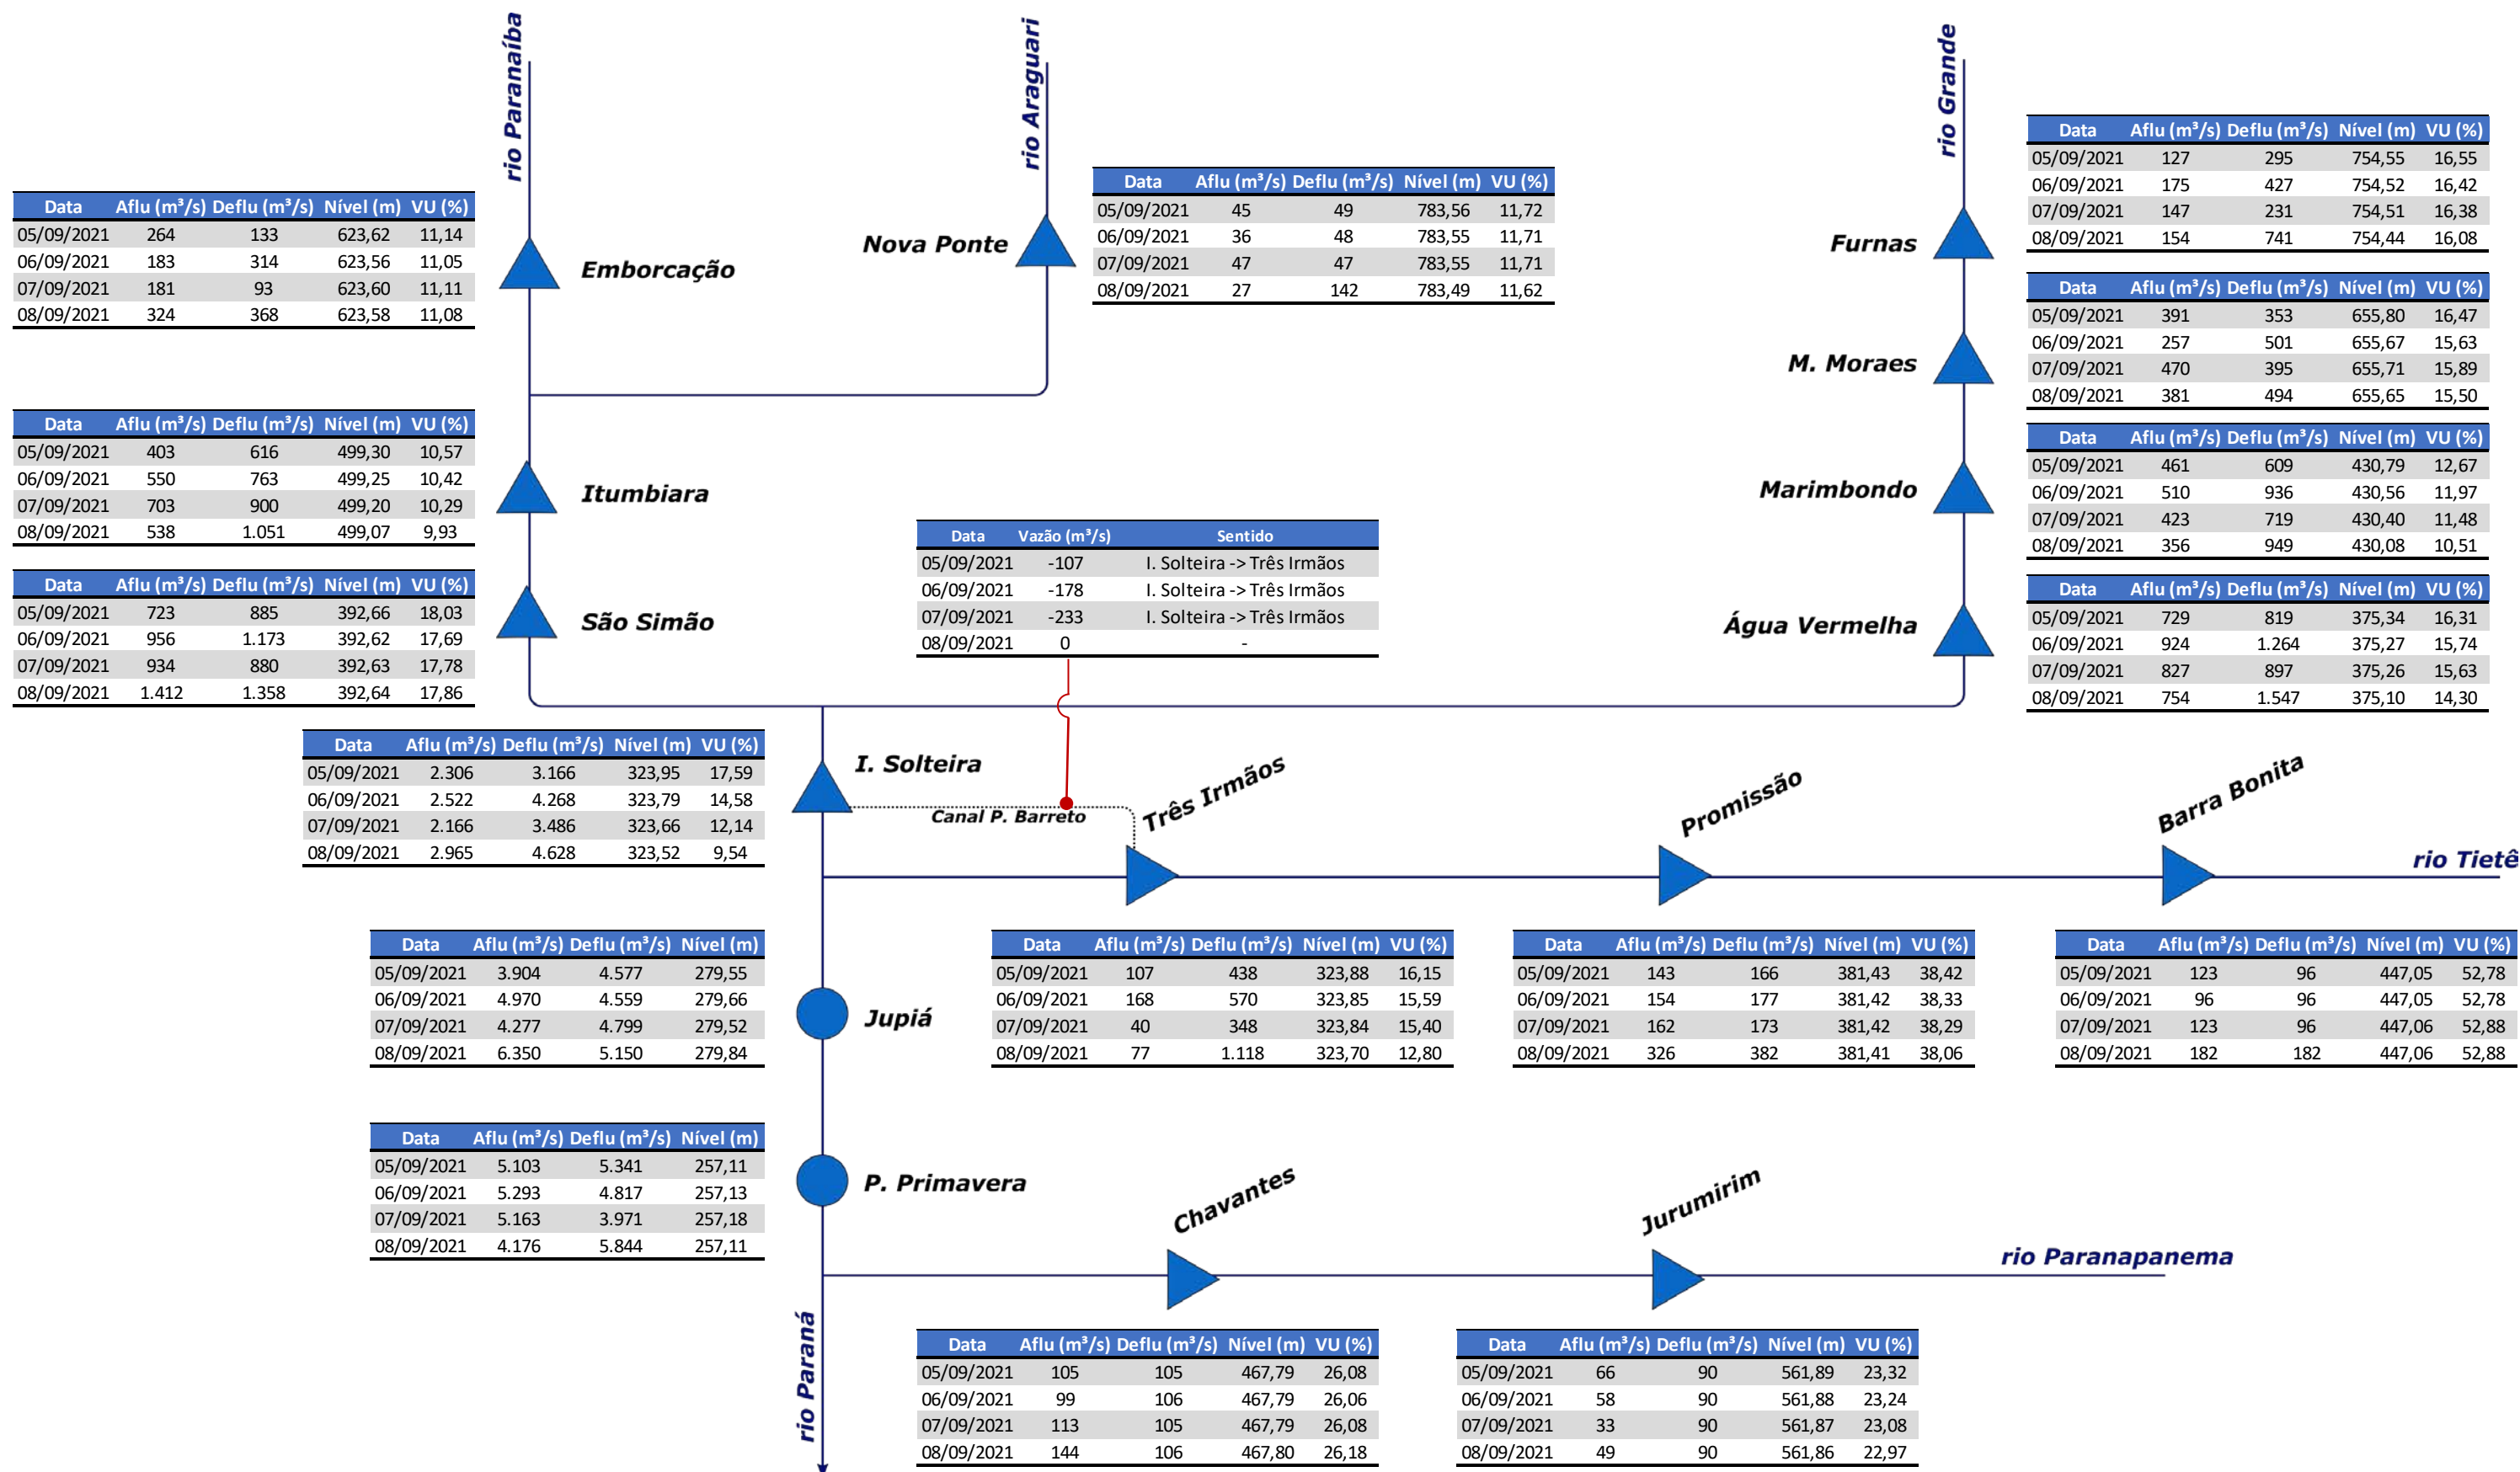 rio Paranaíba
rio Araguari
rio Grande
Data Aflu (m³/s) Deflu (m³/s) Nível (m) VU (%)
05/09/2021 264 133 623,62 11,14
06/09/2021 183 314 623,56 11,05
07/09/2021 181 93 623,60 11,11
08/09/2021 324 368 623,58 11,08
Emborcação
Nova Ponte
Data Aflu (m³/s) Deflu (m³/s) Nível (m) VU (%)
05/09/2021 45 49 783,56 11,72
06/09/2021 36 48 783,55 11,71
07/09/2021 47 47 783,55 11,71
08/09/2021 27 142 783,49 11,62
Furnas
Data Aflu (m³/s) Deflu (m³/s) Nível (m) VU (%)
05/09/2021 127 295 754,55 16,55
06/09/2021 175 427 754,52 16,42
07/09/2021 147 231 754,51 16,38
08/09/2021 154 741 754,44 16,08
M. Moraes
Data Aflu (m³/s) Deflu (m³/s) Nível (m) VU (%)
05/09/2021 391 353 655,80 16,47
06/09/2021 257 501 655,67 15,63
07/09/2021 470 395 655,71 15,89
08/09/2021 381 494 655,65 15,50
Data Aflu (m³/s) Deflu (m³/s) Nível (m) VU (%)
05/09/2021 403 616 499,30 10,57
06/09/2021 550 763 499,25 10,42
07/09/2021 703 900 499,20 10,29
08/09/2021 538 1.051 499,07 9,93
Itumbiara
Marimbondo
Data Aflu (m³/s) Deflu (m³/s) Nível (m) VU (%)
05/09/2021 461 609 430,79 12,67
06/09/2021 510 936 430,56 11,97
07/09/2021 423 719 430,40 11,48
08/09/2021 356 949 430,08 10,51
Data Aflu (m³/s) Deflu (m³/s) Nível (m) VU (%)
05/09/2021 723 885 392,66 18,03
06/09/2021 956 1.173 392,62 17,69
07/09/2021 934 880 392,63 17,78
08/09/2021 1.412 1.358 392,64 17,86
São Simão
Data Vazão (m³/s) Sentido
05/09/2021 -107 I. Solteira -> Três Irmãos
06/09/2021 -178 I. Solteira -> Três Irmãos
07/09/2021 -233 I. Solteira -> Três Irmãos
08/09/2021 0 -
Água Vermelha
Data Aflu (m³/s) Deflu (m³/s) Nível (m) VU (%)
05/09/2021 729 819 375,34 16,31
06/09/2021 924 1.264 375,27 15,74
07/09/2021 827 897 375,26 15,63
08/09/2021 754 1.547 375,10 14,30
Data Aflu (m³/s) Deflu (m³/s) Nível (m) VU (%)
05/09/2021 2.306 3.166 323,95 17,59
06/09/2021 2.522 4.268 323,79 14,58
07/09/2021 2.166 3.486 323,66 12,14
08/09/2021 2.965 4.628 323,52 9,54
I. Solteira
Canal P. Barreto
Três Irmãos
Promissão
Barra Bonita
rio Tietê
Data Aflu (m³/s) Deflu (m³/s) Nível (m)
05/09/2021 3.904 4.577 279,55
06/09/2021 4.970 4.559 279,66
07/09/2021 4.277 4.799 279,52
08/09/2021 6.350 5.150 279,84
Jupiá
Data Aflu (m³/s) Deflu (m³/s) Nível (m) VU (%)
05/09/2021 107 438 323,88 16,15
06/09/2021 168 570 323,85 15,59
07/09/2021 40 348 323,84 15,40
08/09/2021 77 1.118 323,70 12,80
Data Aflu (m³/s) Deflu (m³/s) Nível (m) VU (%)
05/09/2021 143 166 381,43 38,42
06/09/2021 154 177 381,42 38,33
07/09/2021 162 173 381,42 38,29
08/09/2021 326 382 381,41 38,06
Data Aflu (m³/s) Deflu (m³/s) Nível (m) VU (%)
05/09/2021 123 96 447,05 52,78
06/09/2021 96 96 447,05 52,78
07/09/2021 123 96 447,06 52,88
08/09/2021 182 182 447,06 52,88
Data Aflu (m³/s) Deflu (m³/s) Nível (m)
05/09/2021 5.103 5.341 257,11
06/09/2021 5.293 4.817 257,13
07/09/2021 5.163 3.971 257,18
08/09/2021 4.176 5.844 257,11
P. Primavera
Chavantes
Jurumirim
rio Paranapanema
rio Paraná
Data Aflu (m³/s) Deflu (m³/s) Nível (m) VU (%)
05/09/2021 105 105 467,79 26,08
06/09/2021 99 106 467,79 26,06
07/09/2021 113 105 467,79 26,08
08/09/2021 144 106 467,80 26,18
Data Aflu (m³/s) Deflu (m³/s) Nível (m) VU (%)
05/09/2021 66 90 561,89 23,32
06/09/2021 58 90 561,88 23,24
07/09/2021 33 90 561,87 23,08
08/09/2021 49 90 561,86 22,97